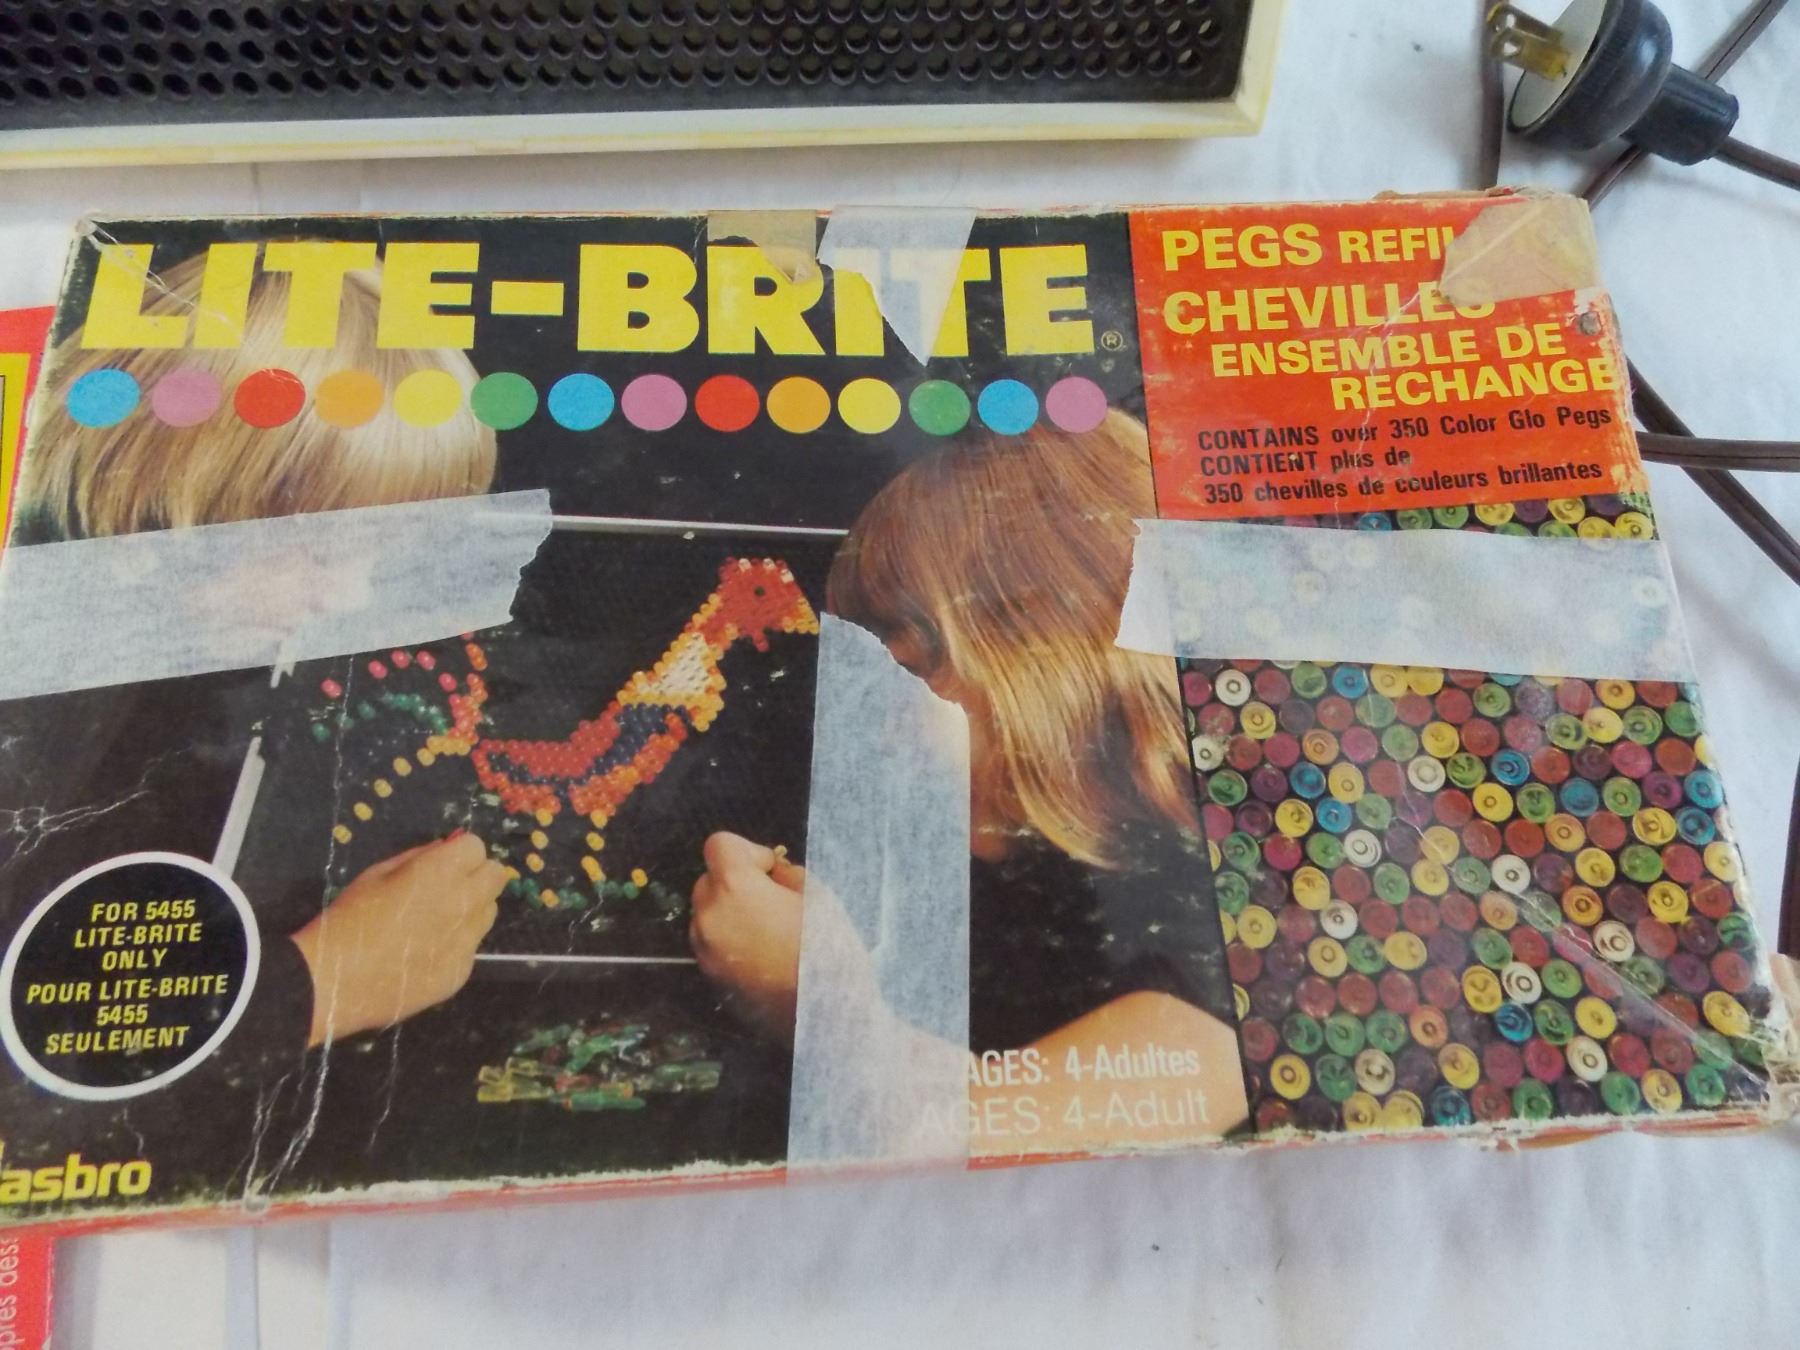 LITE-BRITE®
PEGS REFIL
CHEVILLES
ENSEMBLE DE
RECHANGE
CONTAINS over 350 Color Glo Pegs
CONTIENT plus de
350 chevilles de couleurs brillantes
FOR 5455
LITE-BRITE
ONLY
POUR LITE-BRITE
5455
SEULEMENT
AGES: 4-Adultes
AGES: 4-Adult
Hasbro